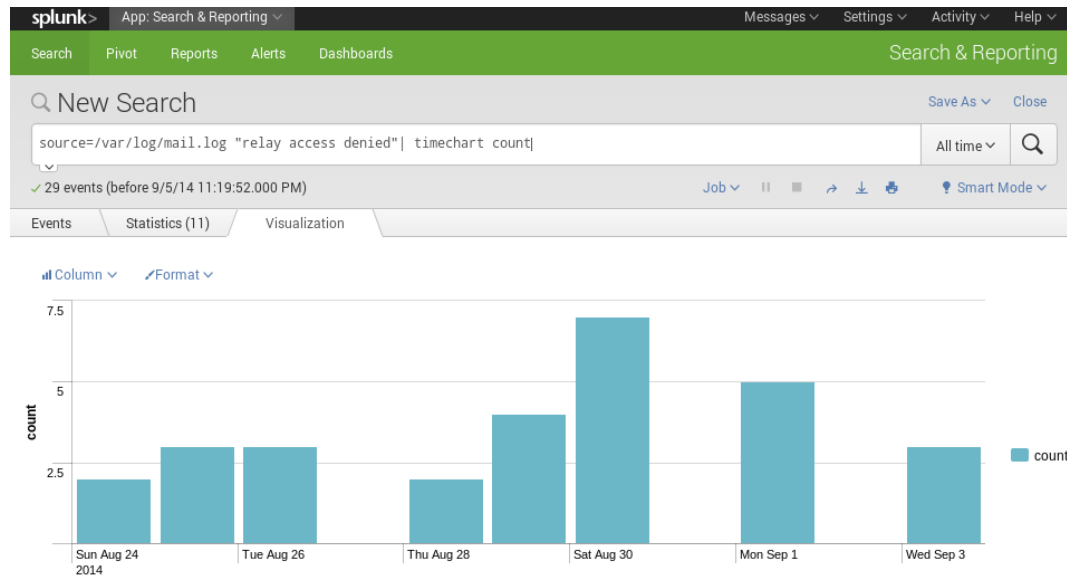 splunk> App: Search & Reporting Messages Settings Activity Help
Search Pivot Reports Alerts Dashboards Search & Reporting
New Search Save As Close
source=/var/log/mail.log "relay access denied"| timechart count All time
29 events (before 9/5/14 11:19:52.000 PM) Job Smart Mode
Events Statistics (11) Visualization
Column Format
7.5
5
2.5
count
count
Sun Aug 24 Tue Aug 26 Thu Aug 28 Sat Aug 30 Mon Sep 1 Wed Sep 3
2014